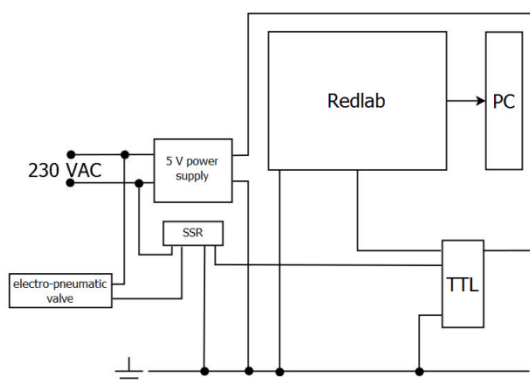 Redlab
PC
230 VAC
5 V power
supply
SSR
electro-pneumatic
valve
TTL